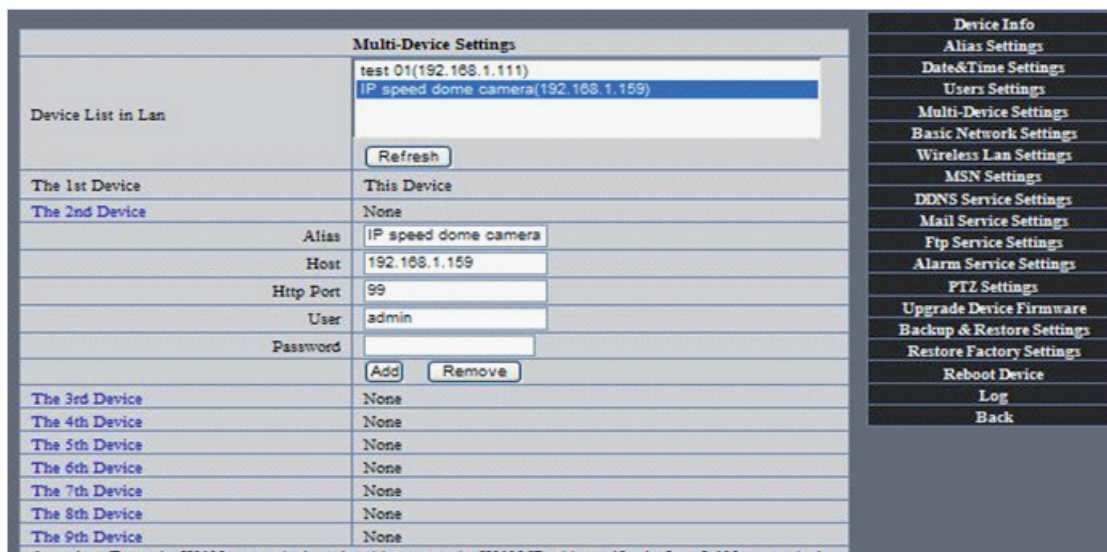 Multi-Device Settings
Device List in Lan
test 01(192.168.1.111)
IP speed dome camera(192.168.1.159)
Refresh
The 1st Device This Device
The 2nd Device None
Alias IP speed dome camera
Host 192.168.1.159
Http Port 99
User admin
Password
Add Remove
The 3rd Device None
The 4th Device None
The 5th Device None
The 6th Device None
The 7th Device None
The 8th Device None
The 9th Device None
Device Info
Alias Settings
Date&Time Settings
Users Settings
Multi-Device Settings
Basic Network Settings
Wireless Lan Settings
MSN Settings
DDNS Service Settings
Mail Service Settings
Ftp Service Settings
Alarm Service Settings
PTZ Settings
Upgrade Device Firmware
Backup & Restore Settings
Restore Factory Settings
Reboot Device
Log
Back